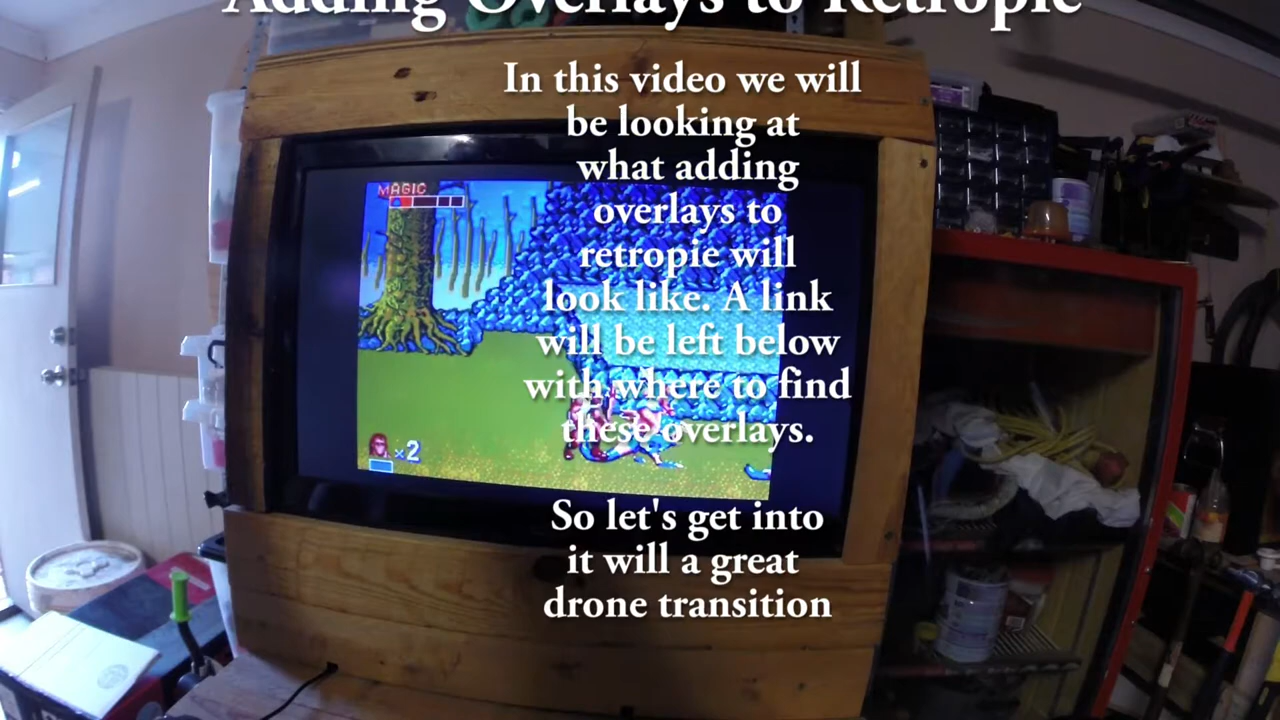 Adding Overlays to Retropie
In this video we will
be looking at
what adding
overlays to
retropie will
look like. A link
will be left below
with where to find
these overlays.
So let's get into
it will a great
drone transition
MAGIC
×2